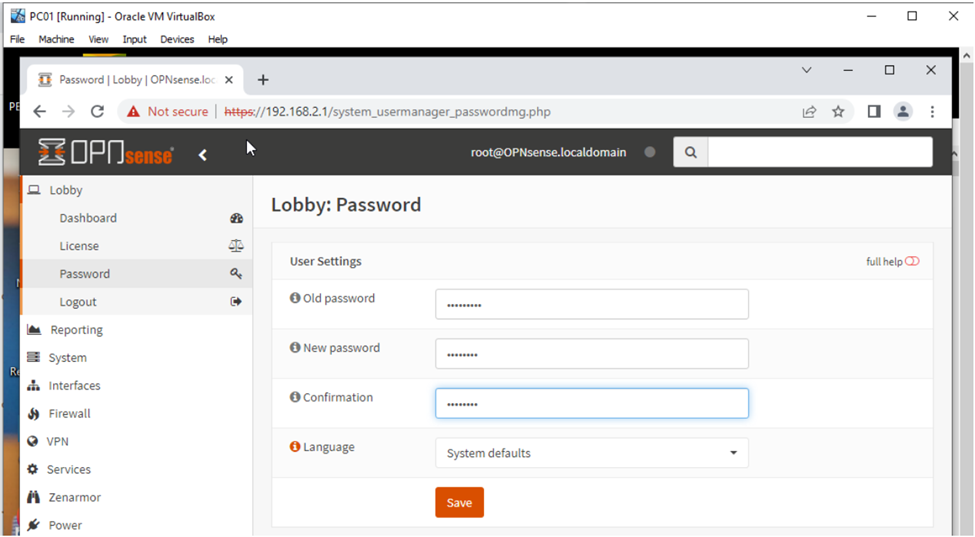 PC01 [Running] - Oracle VM VirtualBox
File Machine View Input Devices Help
Password | Lobby | OPNsense.loc
Not secure | https://192.168.2.1/system_usermanager_passwordmg.php
OPNsense root@OPNsense.localdomain
Lobby
Dashboard
License
Password
Logout
Reporting
System
Interfaces
Firewall
VPN
Services
Zenarmor
Power
Lobby: Password
User Settings full help
Old password •••••••••
New password ••••••••
Confirmation ••••••••
Language System defaults
Save